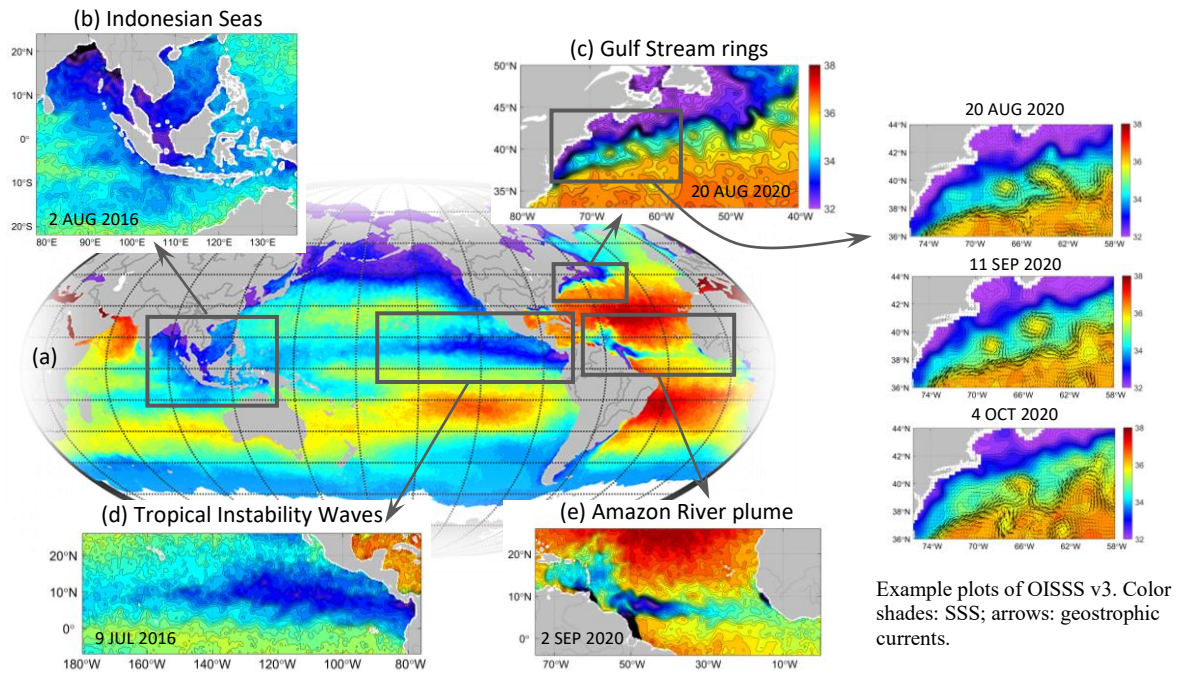 (b) Indonesian Seas
20°N
10°N
0°
10°S
20°S
2 AUG 2016
80°E 90°E 100°E 110°E 120°E 130°E
(c) Gulf Stream rings
50°N
45°N
40°N
35°N
20 AUG 2020
80°W 70°W 60°W 50°W 40°W
38
36
34
32
20 AUG 2020
44°N
42°N
40°N
38°N
36°N
74°W 70°W 66°W 62°W 58°W
38
36
34
32
11 SEP 2020
44°N
42°N
40°N
38°N
36°N
74°W 70°W 66°W 62°W 58°W
38
36
34
32
4 OCT 2020
44°N
42°N
40°N
38°N
36°N
74°W 70°W 66°W 62°W 58°W
38
36
34
32
(a)
(d) Tropical Instability Waves
20°N
10°N
0°
9 JUL 2016
180°W 160°W 140°W 120°W 100°W 80°W
(e) Amazon River plume
20°N
10°N
0°
2 SEP 2020
70°W 50°W 30°W 10°W
Example plots of OISSS v3. Color
shades: SSS; arrows: geostrophic
currents.